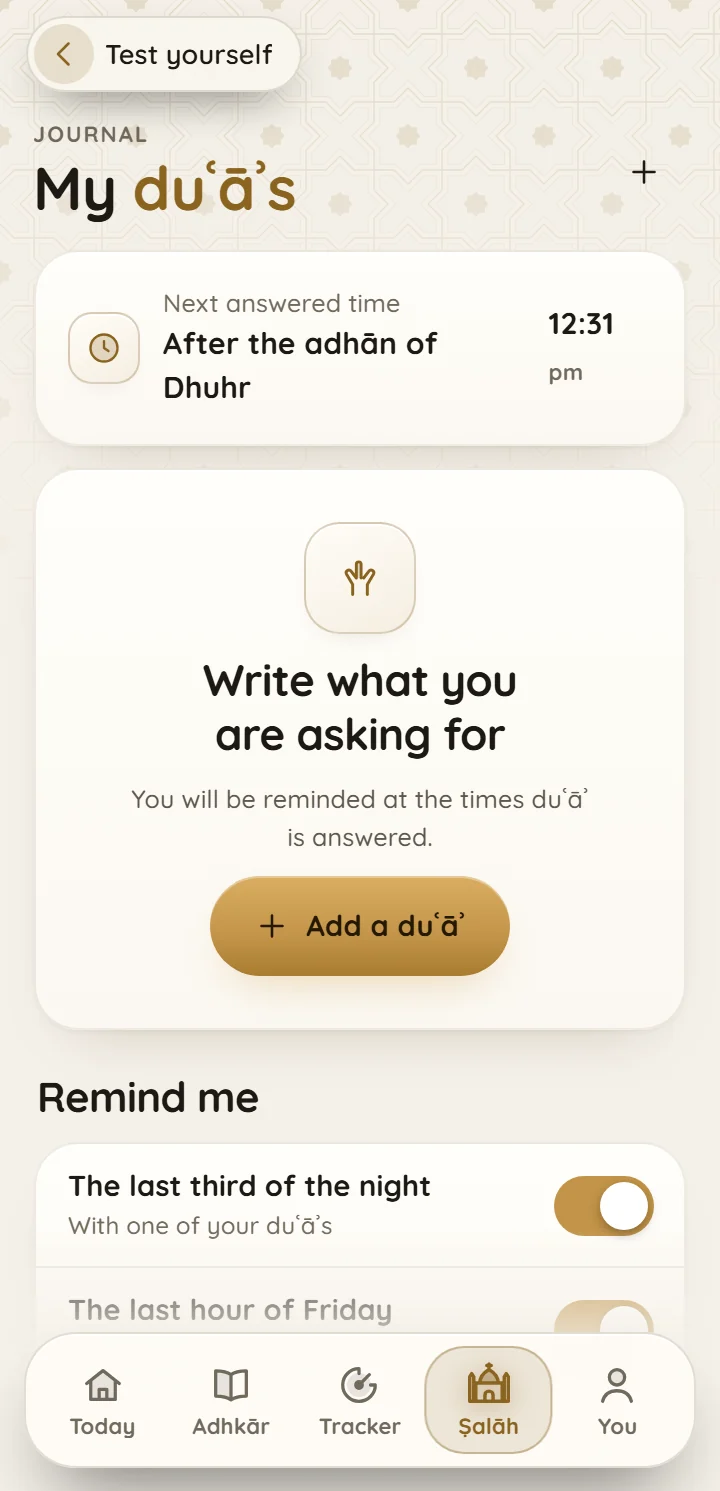 Test yourself
JOURNAL
My duʿāʾs
Next answered time
After the adhān of
Dhuhr
12:31
pm
Write what you
are asking for
You will be reminded at the times duʿāʾ
is answered.
Add a duʿāʾ
Remind me
The last third of the night
With one of your duʿāʾs
The last hour of Friday
Today
Adhkār
Tracker
Ṣalāh
You